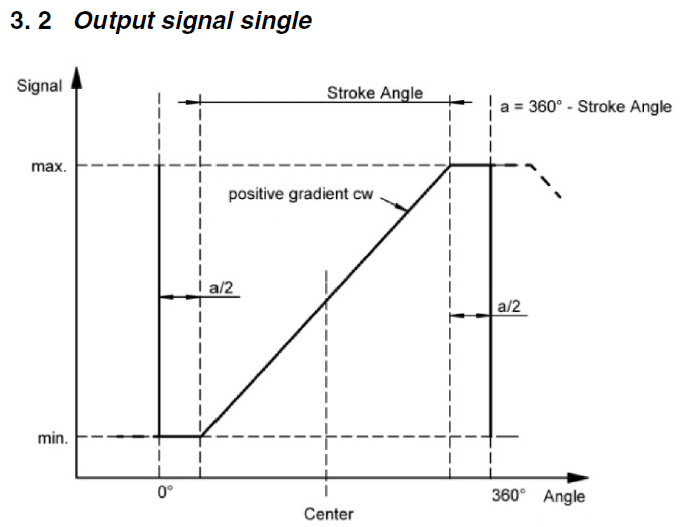 3. 2 Output signal single
Signal
Stroke Angle
a = 360° - Stroke Angle
max.
positive gradient cw
a/2
a/2
min.
0°
360° Angle
Center